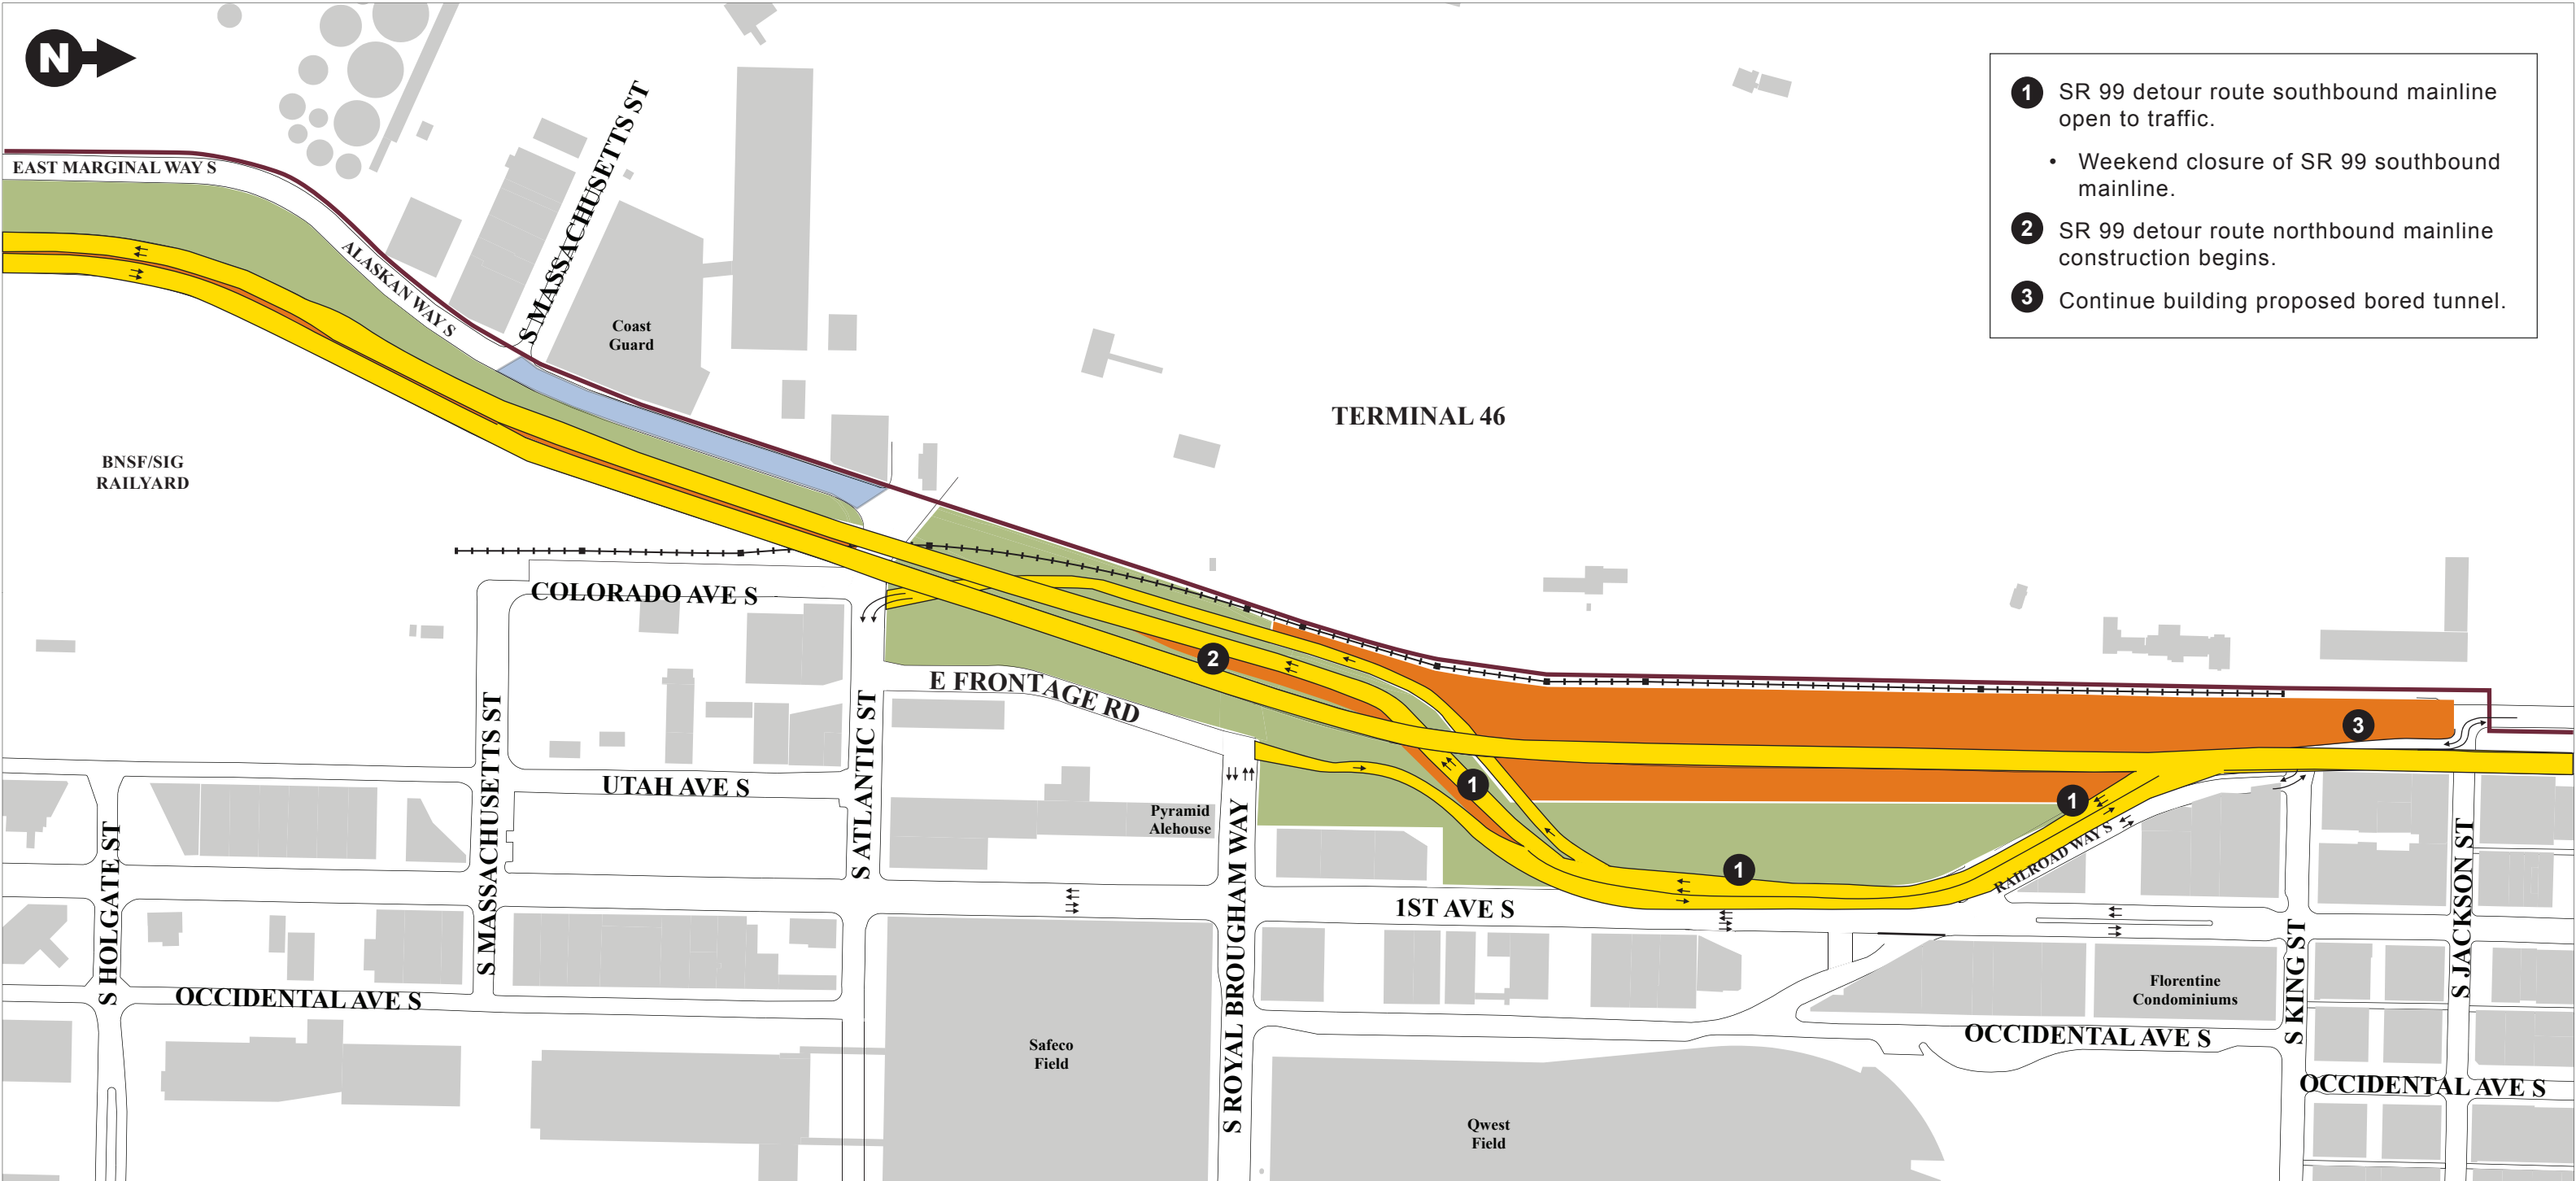 N
1 SR 99 detour route southbound mainline
open to traffic.
• Weekend closure of SR 99 southbound
mainline.
2 SR 99 detour route northbound mainline
construction begins.
3 Continue building proposed bored tunnel.
EAST MARGINAL WAY S
ALASKAN WAY S
S MASSACHUSETTS ST
Coast
Guard
TERMINAL 46
BNSF/SIG
RAILYARD
COLORADO AVE S
E FRONTAGE RD
2
3
1
1
1
UTAH AVE S
S MASSACHUSETTS ST
S ATLANTIC ST
Pyramid
Alehouse
S ROYAL BROUGHAM WAY
RAILROAD WAY S
S HOLGATE ST
1ST AVE S
S KING ST
S JACKSON ST
OCCIDENTAL AVE S
Safeco
Field
Florentine
Condominiums
OCCIDENTAL AVE S
OCCIDENTAL AVE S
Qwest
Field